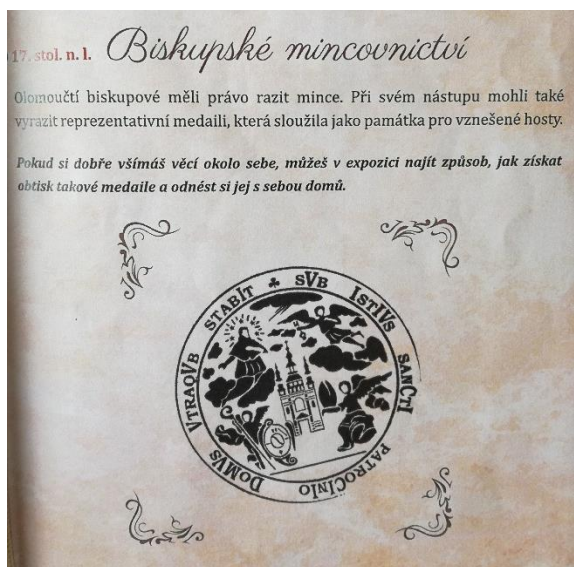 17. stol. n. l. Biskupské mincovnictví
Olomoučtí biskupové měli právo razit mince. Při svém nástupu mohli také
vyrazit reprezentativní medaili, která sloužila jako památka pro vznešené hosty.
Pokud si dobře všímáš věcí okolo sebe, můžeš v expozici najít způsob, jak získat
obtisk takové medaile a odnést si jej s sebou domů.
sVb IstIVs sanCtI patroCInIo DoMVs VtraqVb stabIt